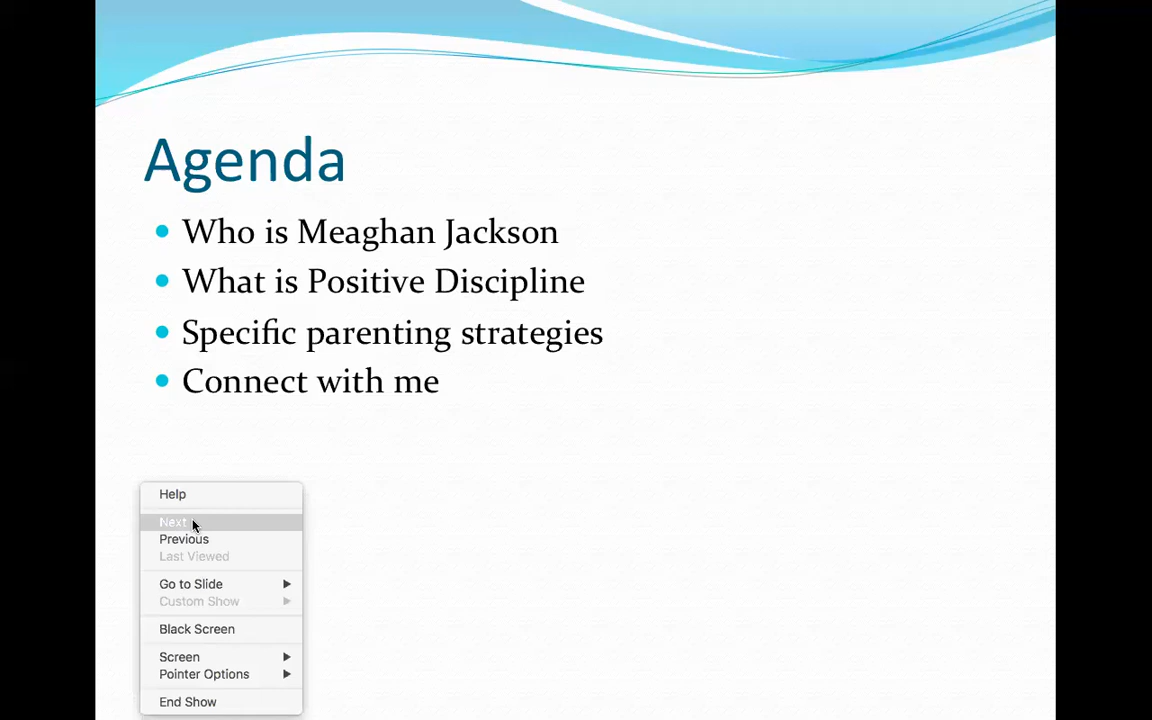 Agenda
Who is Meaghan Jackson
What is Positive Discipline
Specific parenting strategies
Connect with me
Help
Next
Previous
Last Viewed
Go to Slide
Custom Show
Black Screen
Screen
Pointer Options
End Show